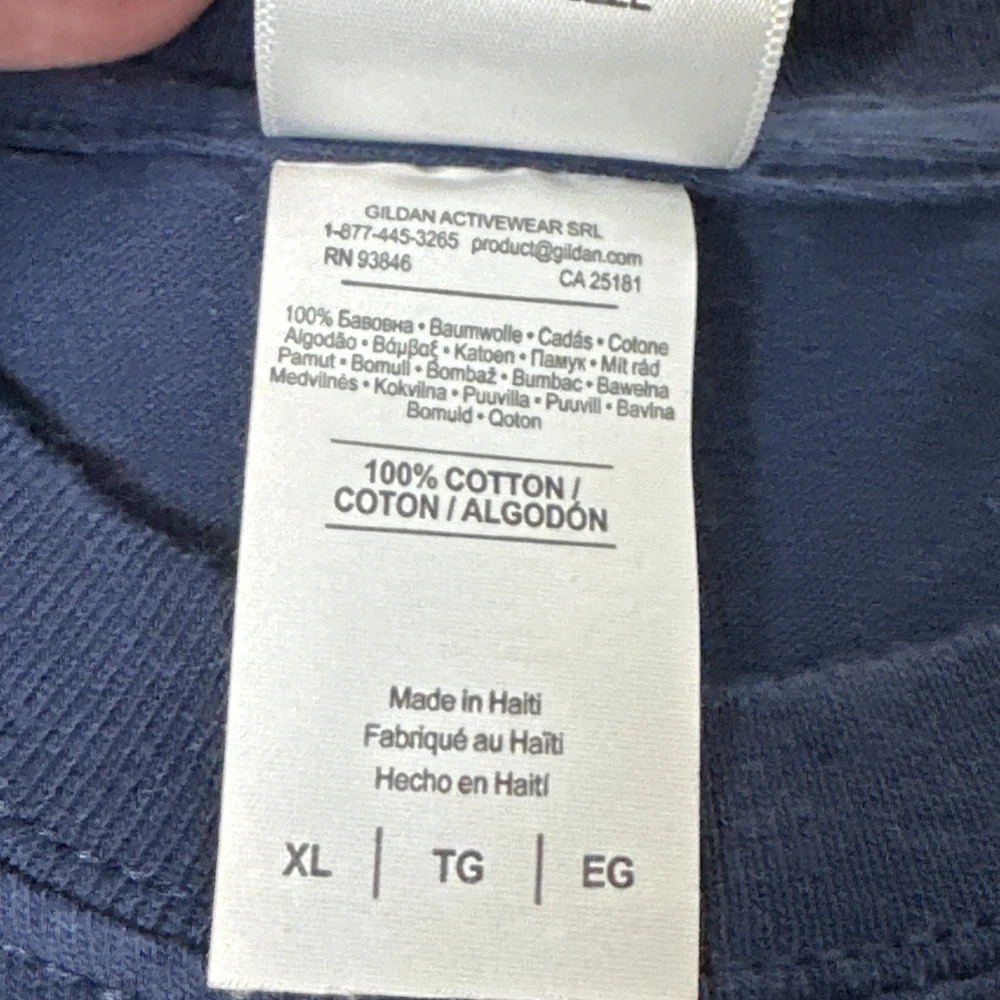 GILDAN ACTIVEWEAR SRL
1-877-445-3265 product@gildan.com
RN 93846 CA 25181
100% Бавовна • Baumwolle • Cadás • Cotone
Algodão • Βάμβαξ • Katoen • Памук • Mit rád
Pamut • Bomull • Bombaž • Bumbac • Bawełna
Medvilnės • Kokvilna • Puuvilla • Puuvill • Bavlna
Bomuld • Qoton
100% COTTON /
COTON / ALGODÓN
Made in Haiti
Fabriqué au Haïti
Hecho en Haití
XL | TG | EG